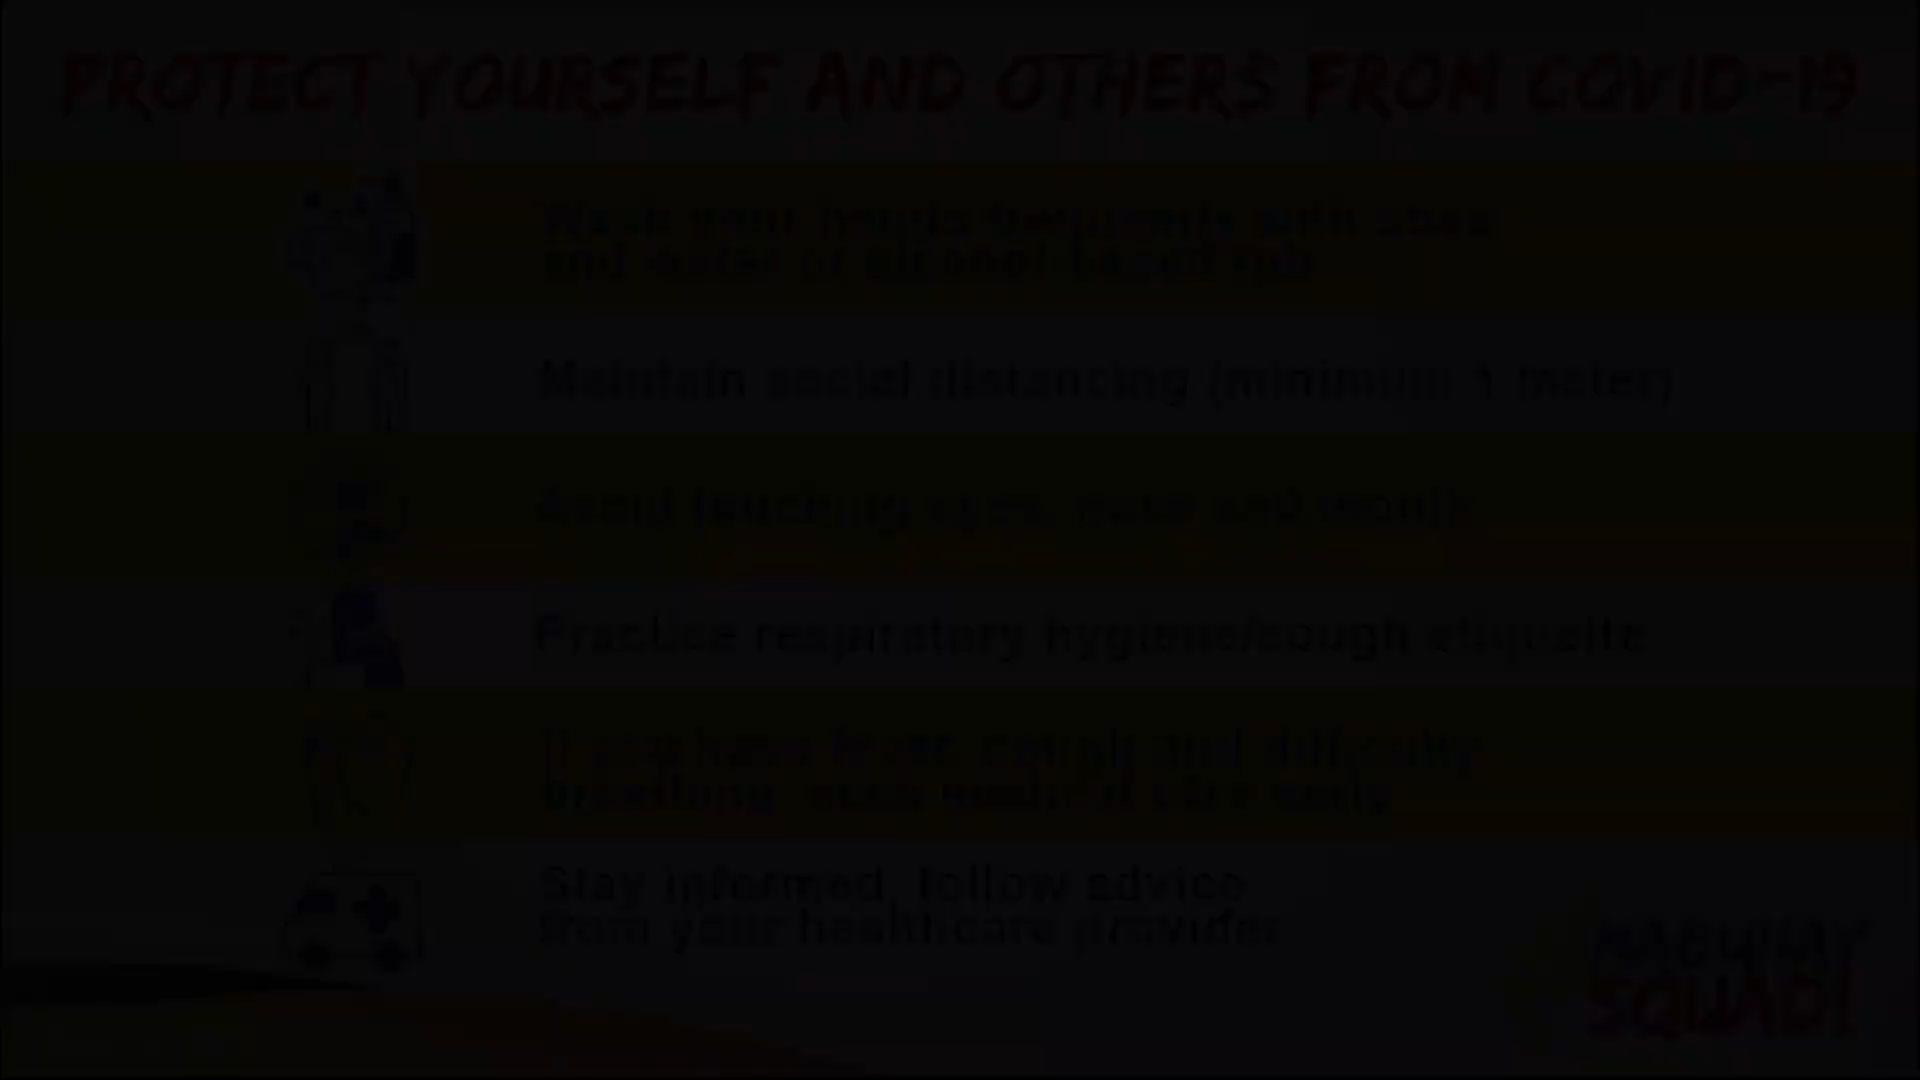 PROTECT YOURSELF AND OTHERS FROM COVID-19
Wash your hands frequently with soap
and water or alcohol-based rub
Maintain social distancing (minimum 1 meter)
Avoid touching eyes, nose and mouth
Practice respiratory hygiene/cough etiquette
If you have fever, cough and difficulty
breathing, seek medical care early
Stay informed, follow advice
from your healthcare provider
MABUHAY
SQUAD!